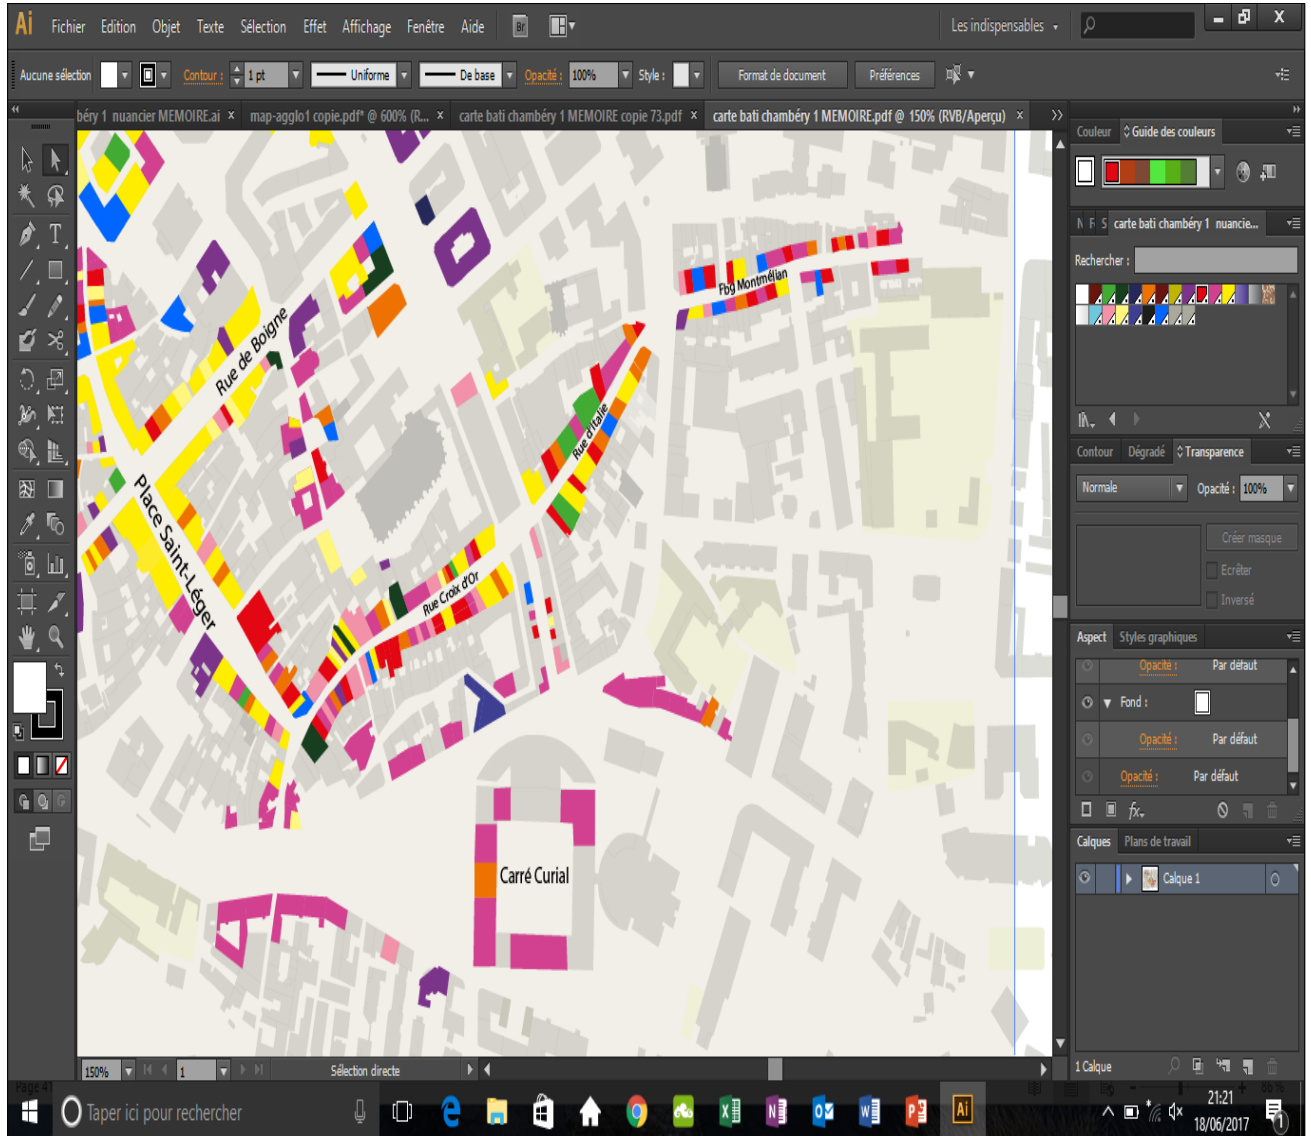 Ai Fichier Edition Objet Texte Sélection Effet Affichage Fenêtre Aide Br Les indispensables
Aucune sélection Contour : 1 pt Uniforme De base Opacité : 100% Style : Format de document Préférences
béry 1 nuancier MEMOIRE.ai × map-agglo1 copie.pdf* @ 600% (R... × carte bati chambéry 1 MEMOIRE copie 73.pdf × carte bati chambéry 1 MEMOIRE.pdf @ 150% (RVB/Aperçu) ×
Couleur Guide des couleurs
N F S carte bati chambéry 1 nuancie...
Rechercher :
Fbg Montmélian
Rue de Boigne
Rue d'Italie
Place Saint-Léger
Rue Croix d'Or
Carré Curial
Contour Dégradé Transparence
Normale Opacité : 100%
Créer masque
Ecrêter
Inversé
Aspect Styles graphiques
Opacité : Par défaut
Fond :
Opacité : Par défaut
Opacité : Par défaut
fx
Calques Plans de travail
Calque 1
1 Calque
150% 1 Sélection directe
Taper ici pour rechercher
Ai
21:21
18/06/2017
1